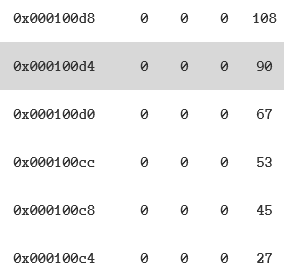 0x000100d8 0 0 0 108
0x000100d4 0 0 0 90
0x000100d0 0 0 0 67
0x000100cc 0 0 0 53
0x000100c8 0 0 0 45
0x000100c4 0 0 0 27